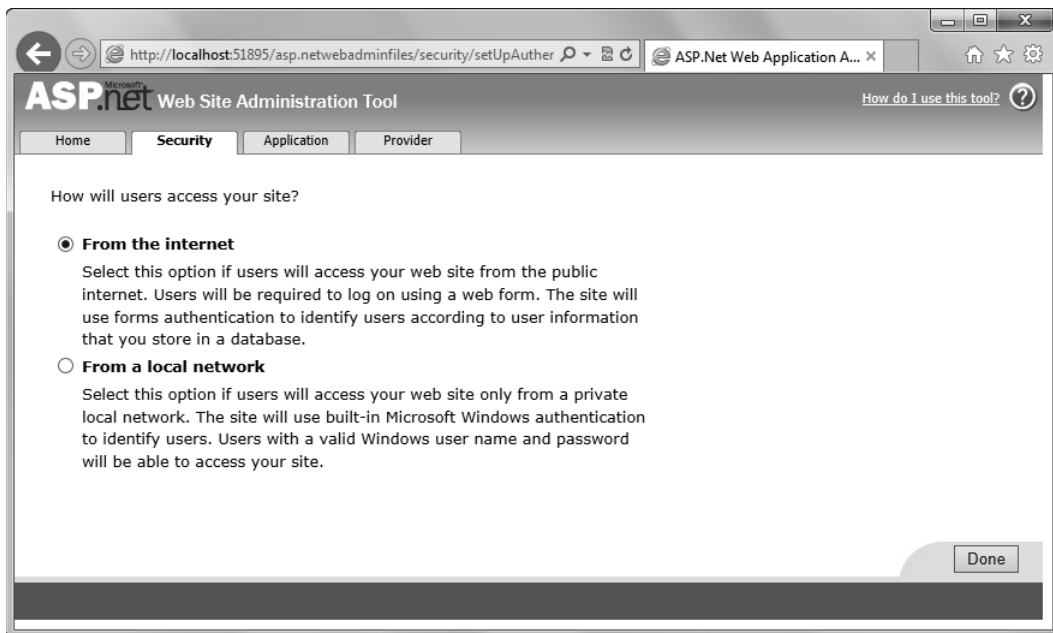 http://localhost:51895/asp.netwebadminfiles/security/setUpAuther
ASP.Net Web Application A...
Microsoft
ASP.net Web Site Administration Tool
How do I use this tool? ?
Home Security Application Provider
How will users access your site?
From the internet
Select this option if users will access your web site from the public
internet. Users will be required to log on using a web form. The site will
use forms authentication to identify users according to user information
that you store in a database.
From a local network
Select this option if users will access your web site only from a private
local network. The site will use built-in Microsoft Windows authentication
to identify users. Users with a valid Windows user name and password
will be able to access your site.
Done